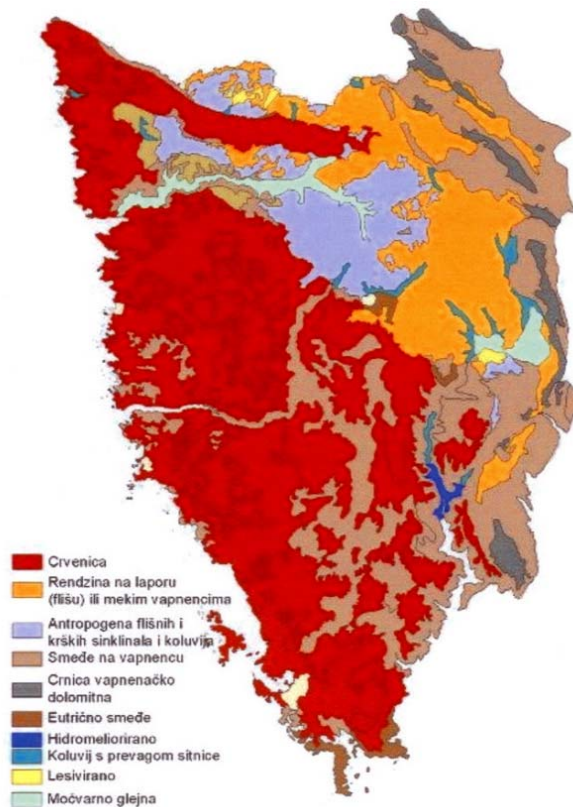 Crvenica
Rendzina na laporu
(flišu) ili mekim vapnencima
Antropogena flišnih i
krških sinklinala i koluvija
Smeđe na vapnencu
Crnica vapnenačko
dolomitna
Eutrično smeđe
Hidromeliorirano
Koluvij s prevagom sitnice
Lesivirano
Močvarno glejna